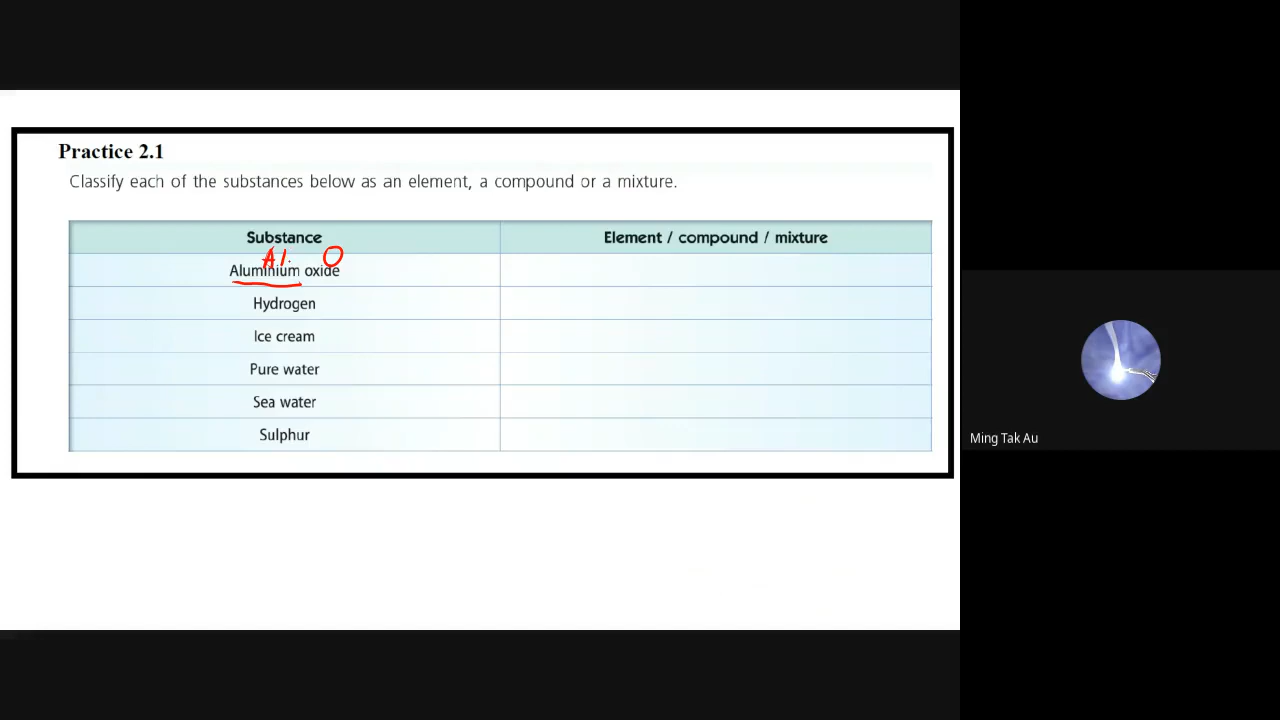 Practice 2.1
Classify each of the substances below as an element, a compound or a mixture.
Substance Element / compound / mixture
Al O
Aluminium oxide
Hydrogen
Ice cream
Pure water
Sea water
Sulphur
Ming Tak Au